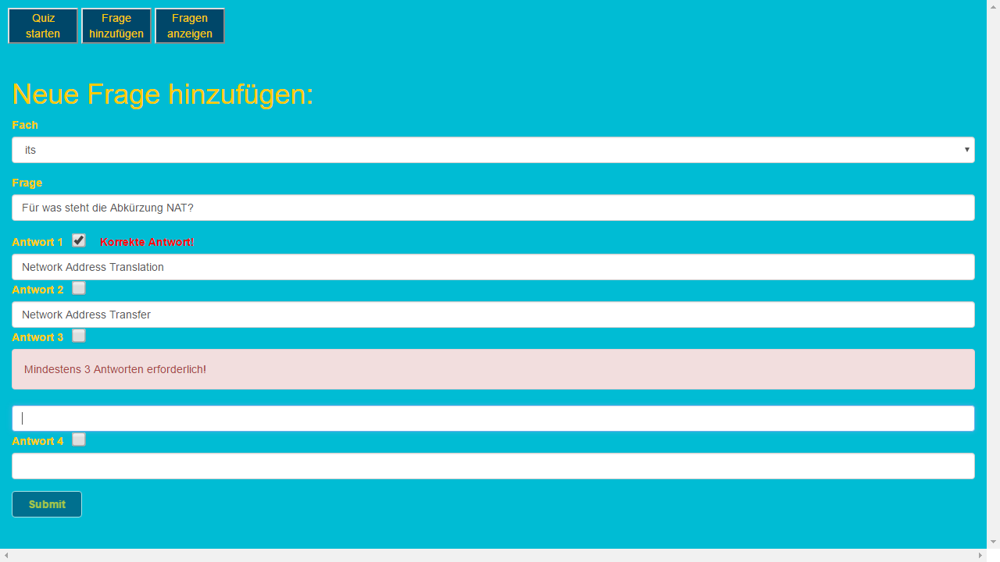 Quiz starten
Frage hinzufügen
Fragen anzeigen
Neue Frage hinzufügen:
Fach
its
Frage
Für was steht die Abkürzung NAT?
Antwort 1 Korrekte Antwort!
Network Address Translation
Antwort 2
Network Address Transfer
Antwort 3
Mindestens 3 Antworten erforderlich!
Antwort 4
Submit